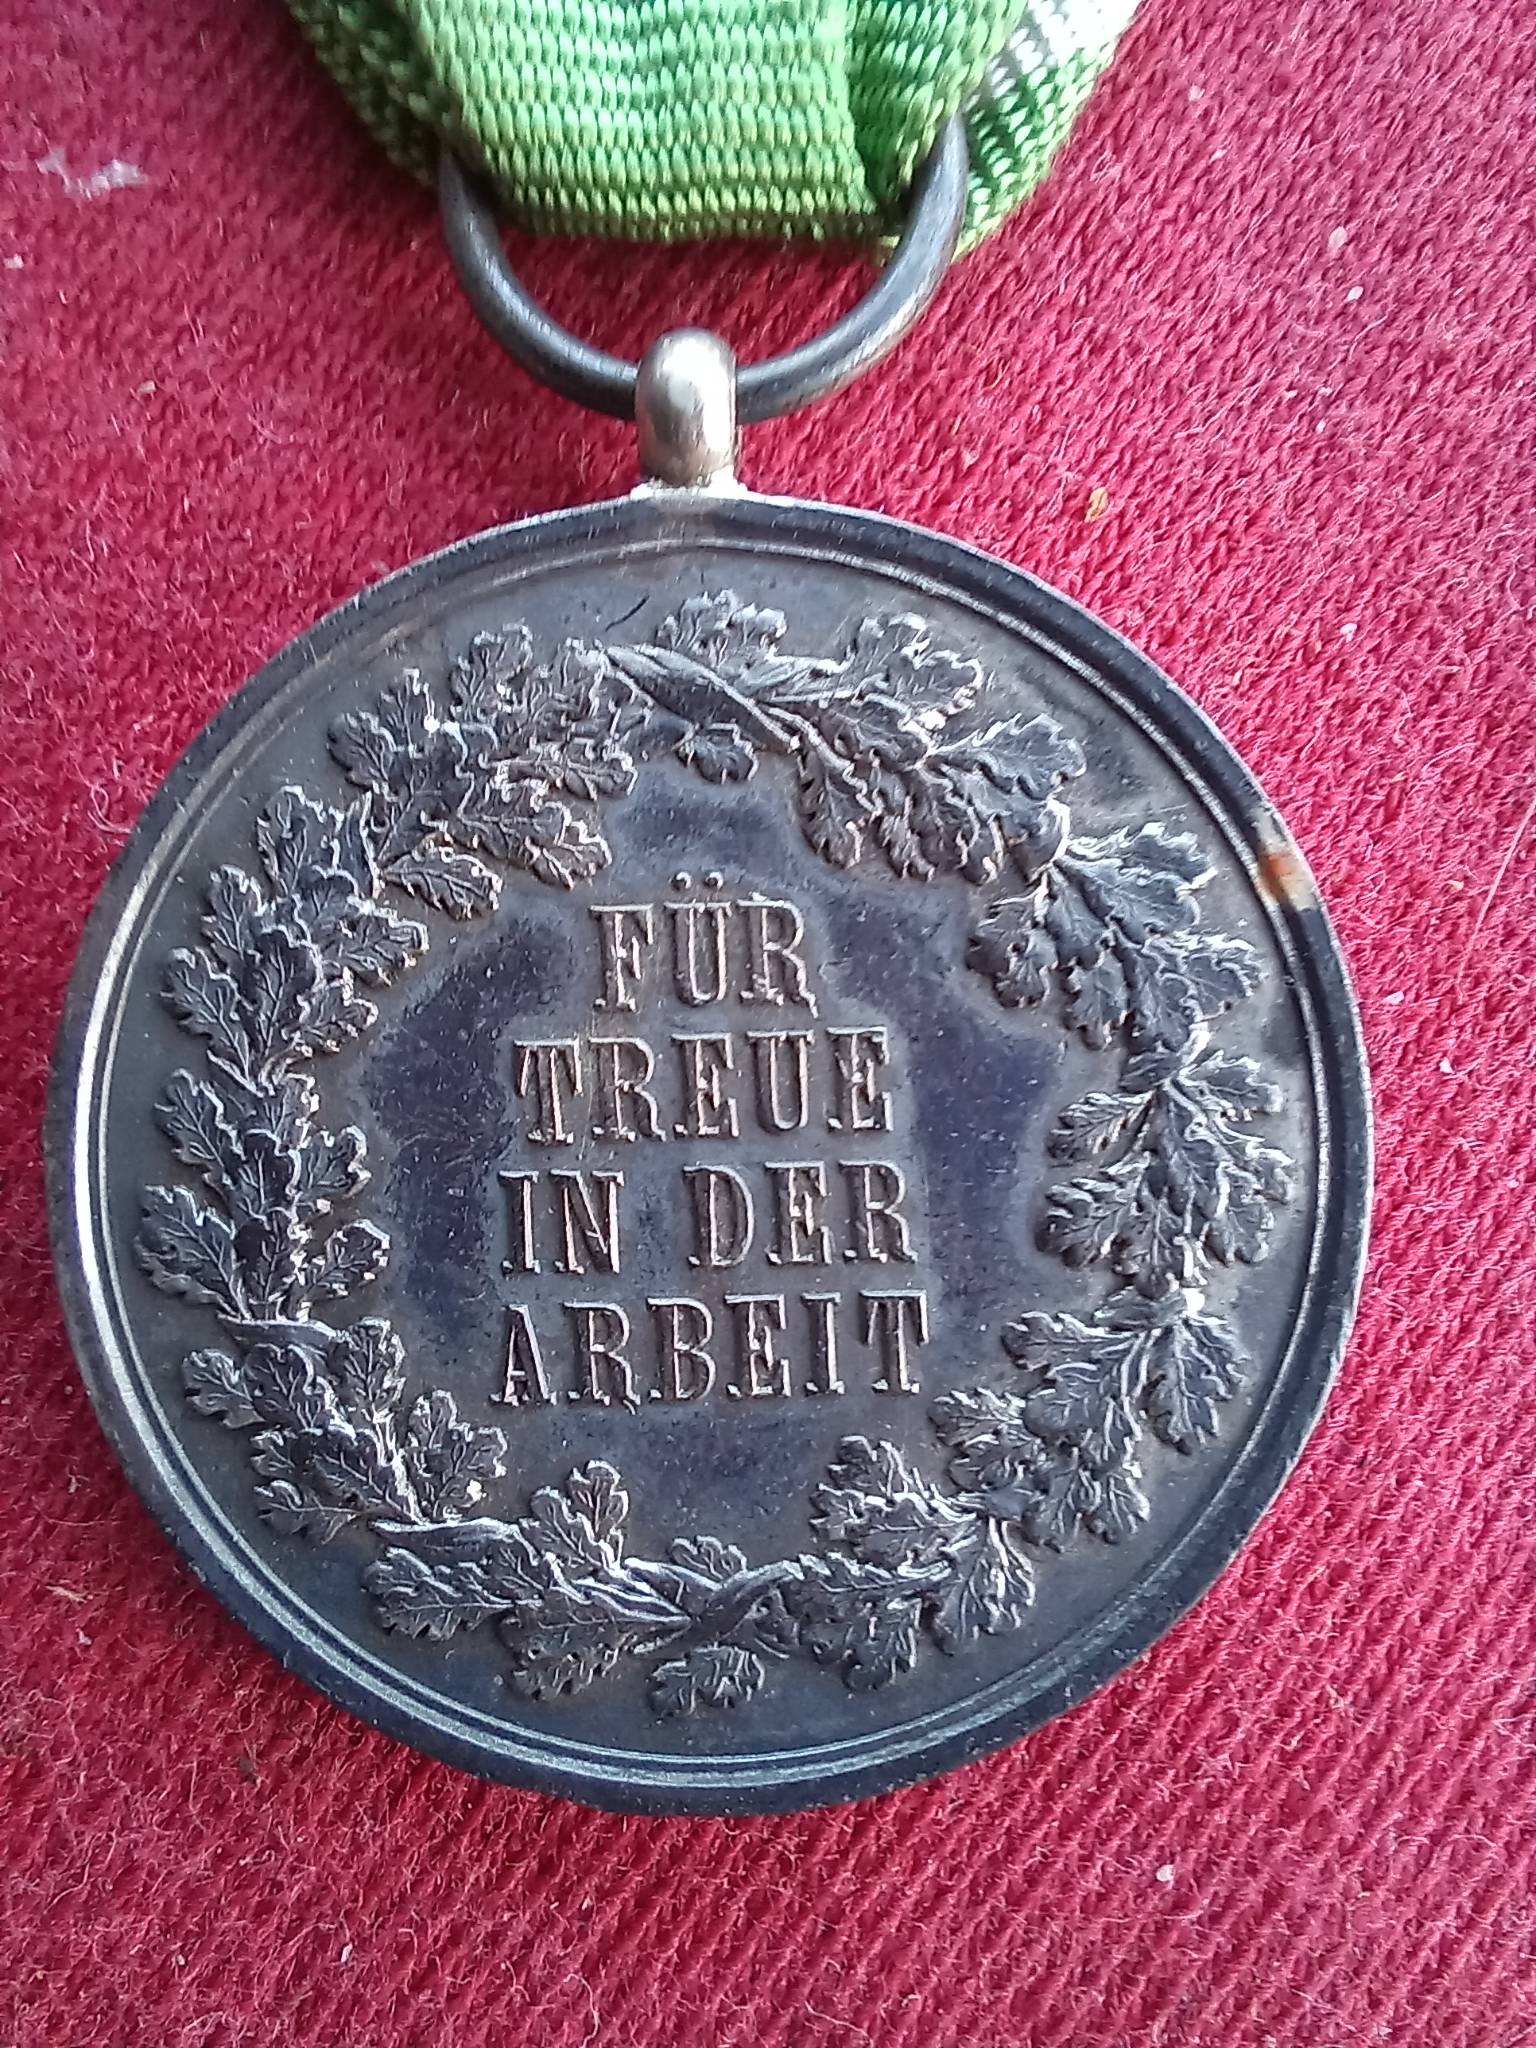 FÜR
TREUE
IN DER
ARBEIT